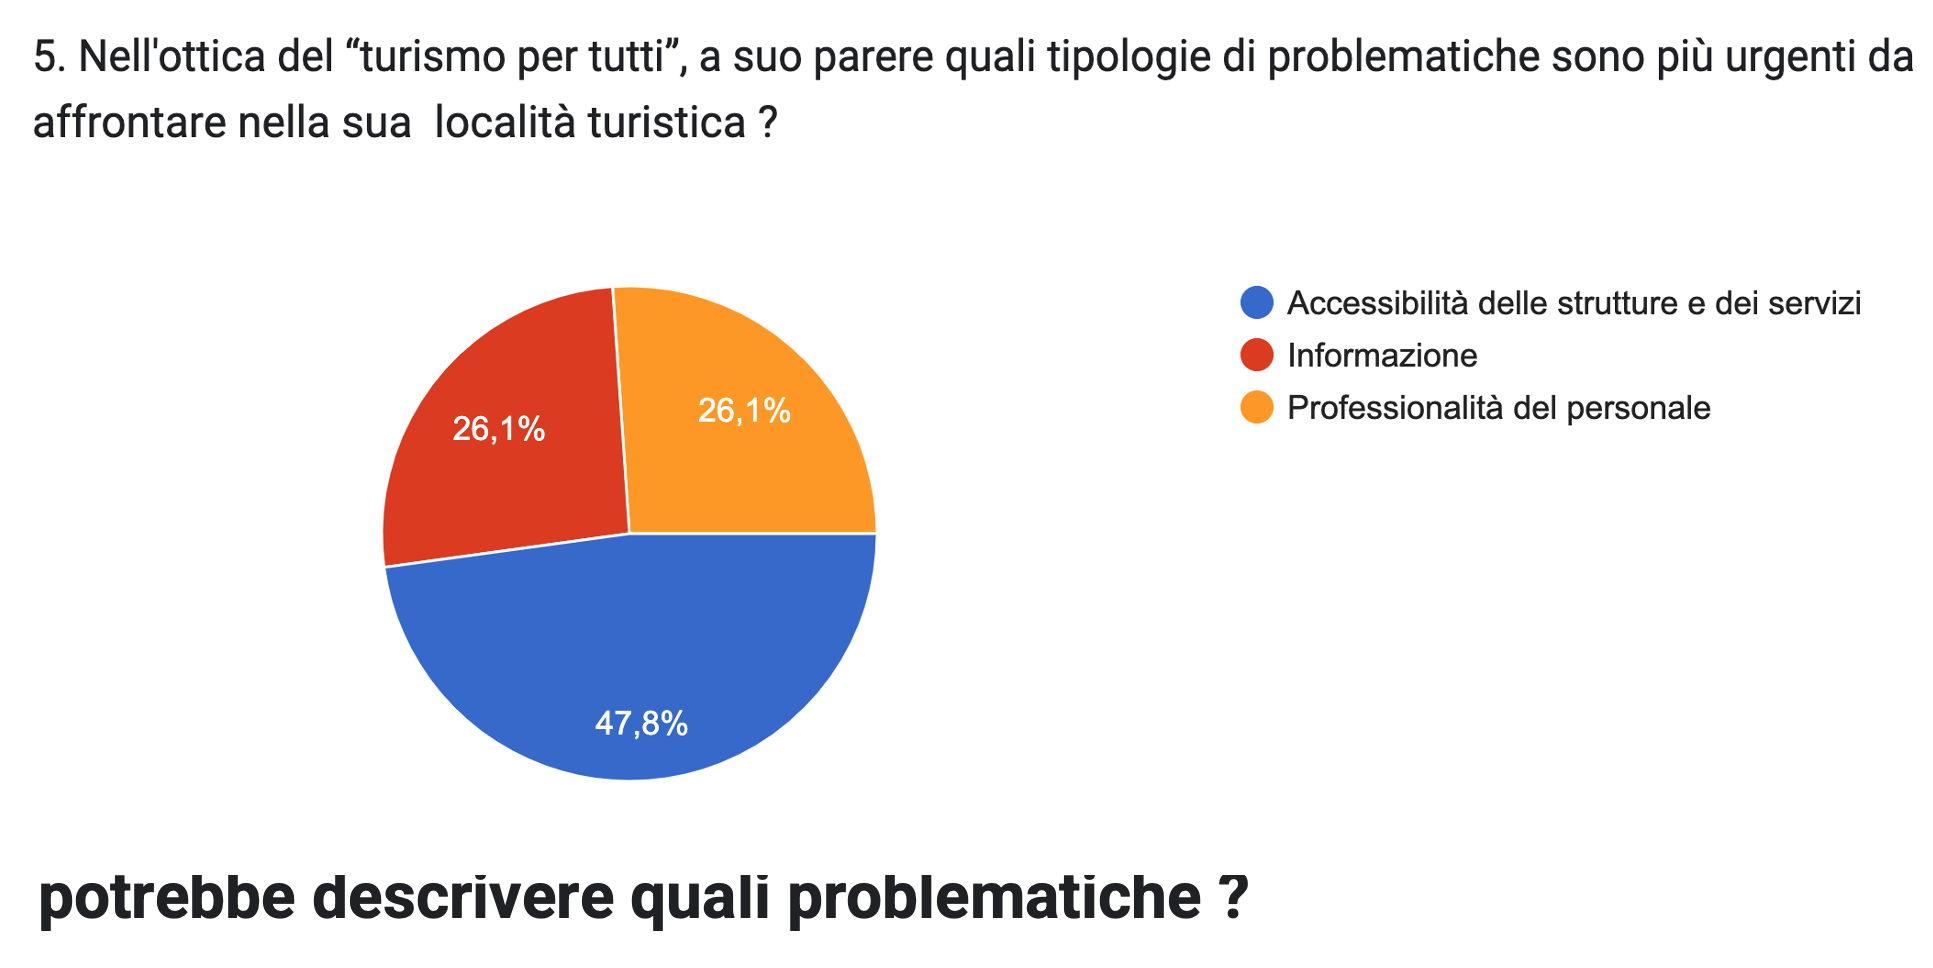 5. Nell'ottica del “turismo per tutti”, a suo parere quali tipologie di problematiche sono più urgenti da
affrontare nella sua  località turistica ?
Accessibilità delle strutture e dei servizi
Informazione
Professionalità del personale
26,1%
26,1%
47,8%
potrebbe descrivere quali problematiche ?